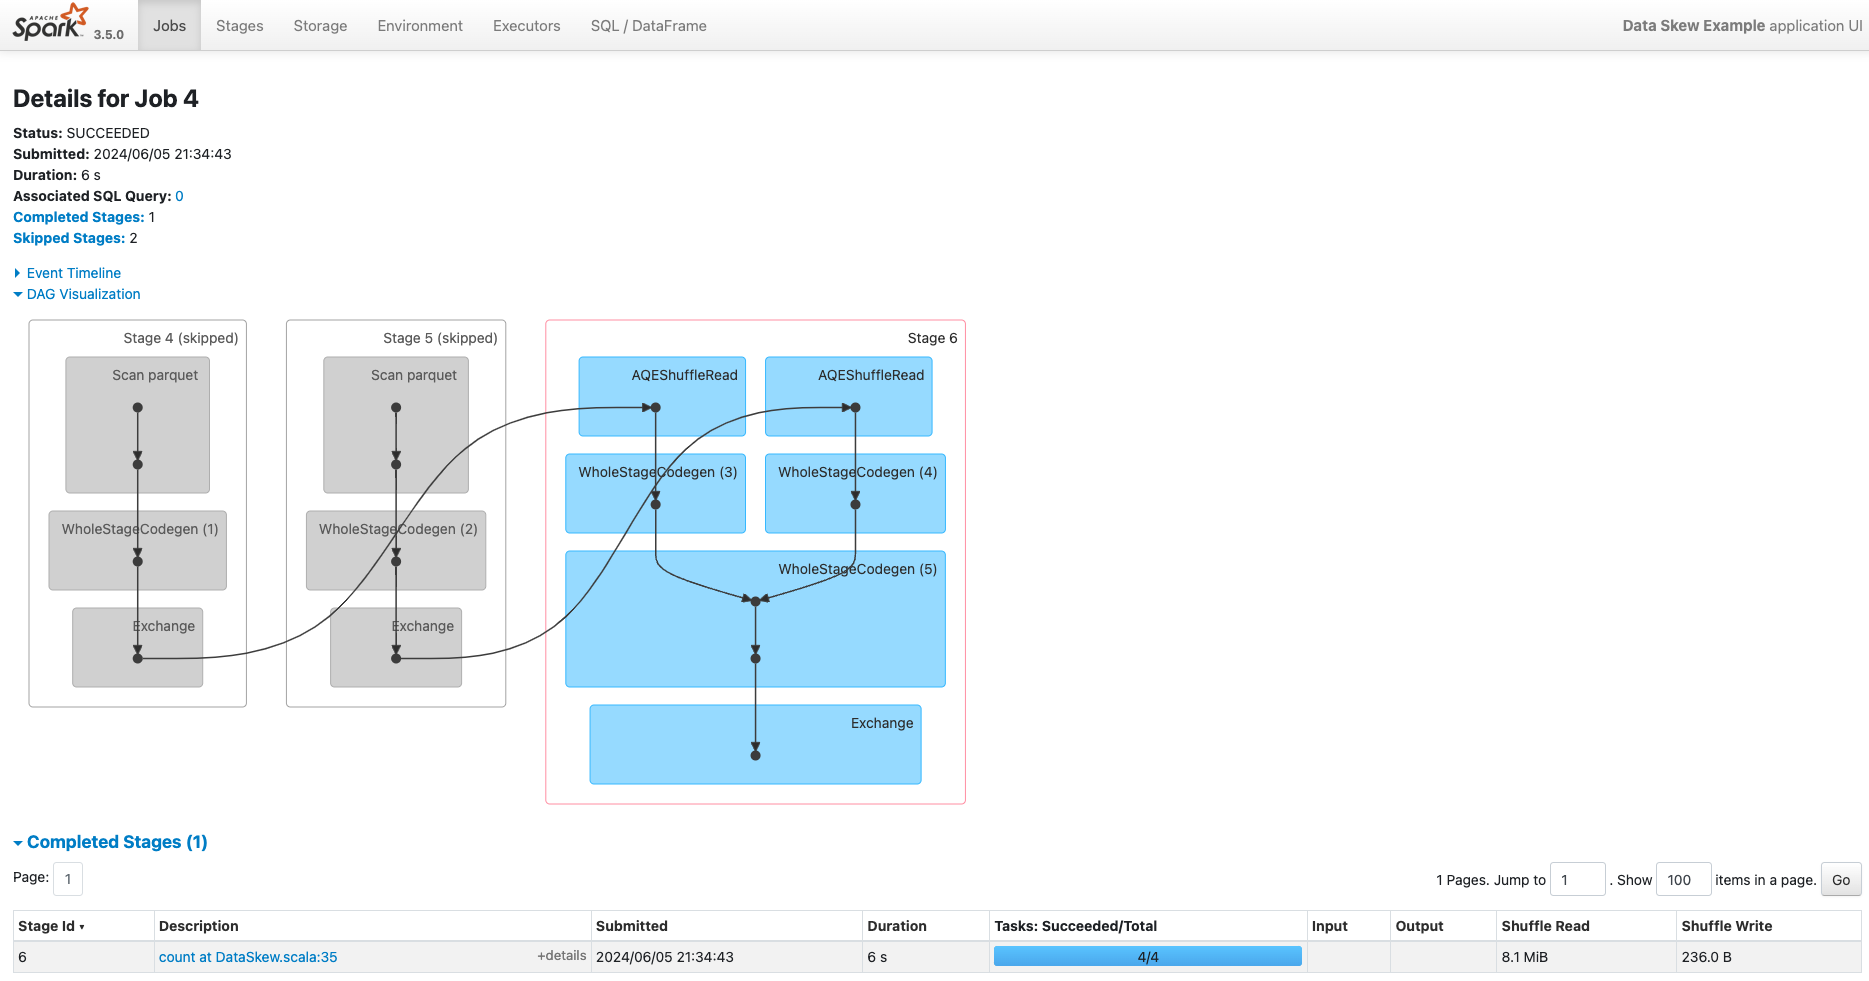 APACHE
Spark 3.5.0 Jobs Stages Storage Environment Executors SQL / DataFrame Data Skew Example application UI
Details for Job 4
Status: SUCCEEDED
Submitted: 2024/06/05 21:34:43
Duration: 6 s
Associated SQL Query: 0
Completed Stages: 1
Skipped Stages: 2
Event Timeline
DAG Visualization
Stage 4 (skipped)
Scan parquet
WholeStageCodegen (1)
Exchange
Stage 5 (skipped)
Scan parquet
WholeStageCodegen (2)
Exchange
Stage 6
AQEShuffleRead AQEShuffleRead
WholeStageCodegen (3) WholeStageCodegen (4)
WholeStageCodegen (5)
Exchange
Completed Stages (1)
Page: 1 1 Pages. Jump to 1 . Show 100 items in a page. Go
Stage Id ▾ Description Submitted Duration Tasks: Succeeded/Total Input Output Shuffle Read Shuffle Write
6 count at DataSkew.scala:35 +details 2024/06/05 21:34:43 6 s 4/4 8.1 MiB 236.0 B